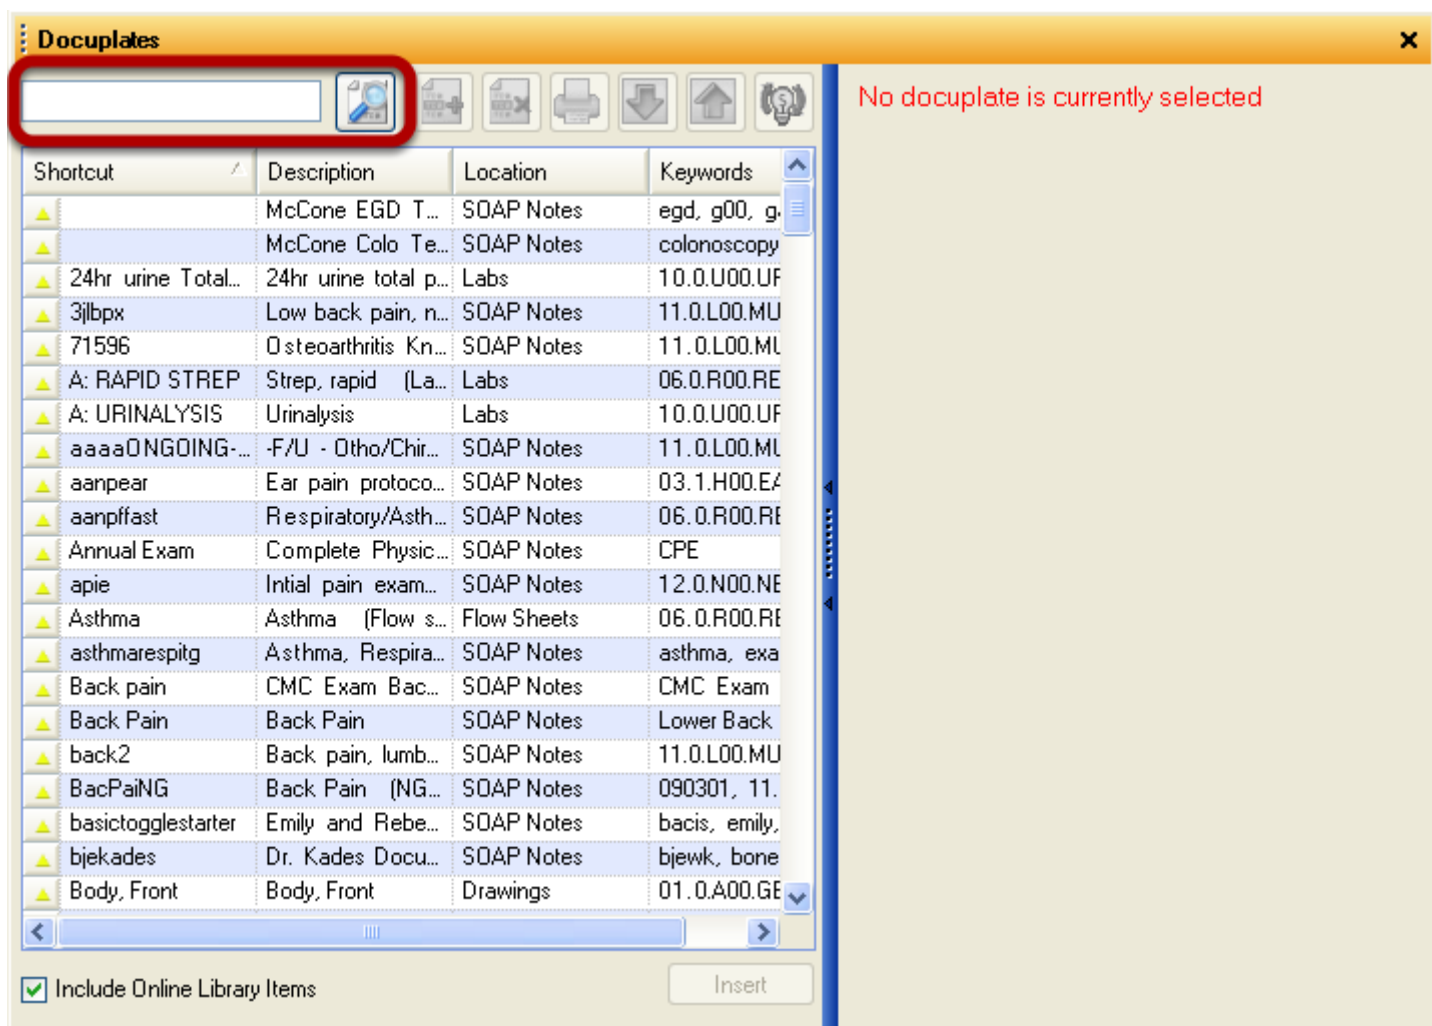 Docuplates
No docuplate is currently selected
Shortcut Description Location Keywords
McCone EGD T... SOAP Notes egd, g00, g
McCone Colo Te... SOAP Notes colonoscopy
24hr urine Total... 24hr urine total p... Labs 10.0.U00.UF
3jlbpx Low back pain, n... SOAP Notes 11.0.L00.MU
71596 Osteoarthritis Kn... SOAP Notes 11.0.L00.MU
A: RAPID STREP Strep, rapid (La... Labs 06.0.R00.RE
A: URINALYSIS Urinalysis Labs 10.0.U00.UF
aaaaONGOING-... -F/U - Otho/Chir... SOAP Notes 11.0.L00.MU
aanpear Ear pain protoco... SOAP Notes 03.1.H00.EA
aanpffast Respiratory/Asth... SOAP Notes 06.0.R00.RE
Annual Exam Complete Physic... SOAP Notes CPE
apie Intial pain exam... SOAP Notes 12.0.N00.NE
Asthma Asthma (Flow s... Flow Sheets 06.0.R00.RE
asthmarespitg Asthma, Respira... SOAP Notes asthma, exa
Back pain CMC Exam Bac... SOAP Notes CMC Exam
Back Pain Back Pain SOAP Notes Lower Back
back2 Back pain, lumb... SOAP Notes 11.0.L00.MU
BacPaiNG Back Pain (NG... SOAP Notes 090301, 11.
basictogglestarter Emily and Rebe... SOAP Notes bacis, emily,
bjekades Dr. Kades Docu... SOAP Notes bjewk, bone
Body, Front Body, Front Drawings 01.0.A00.GE
Include Online Library Items Insert